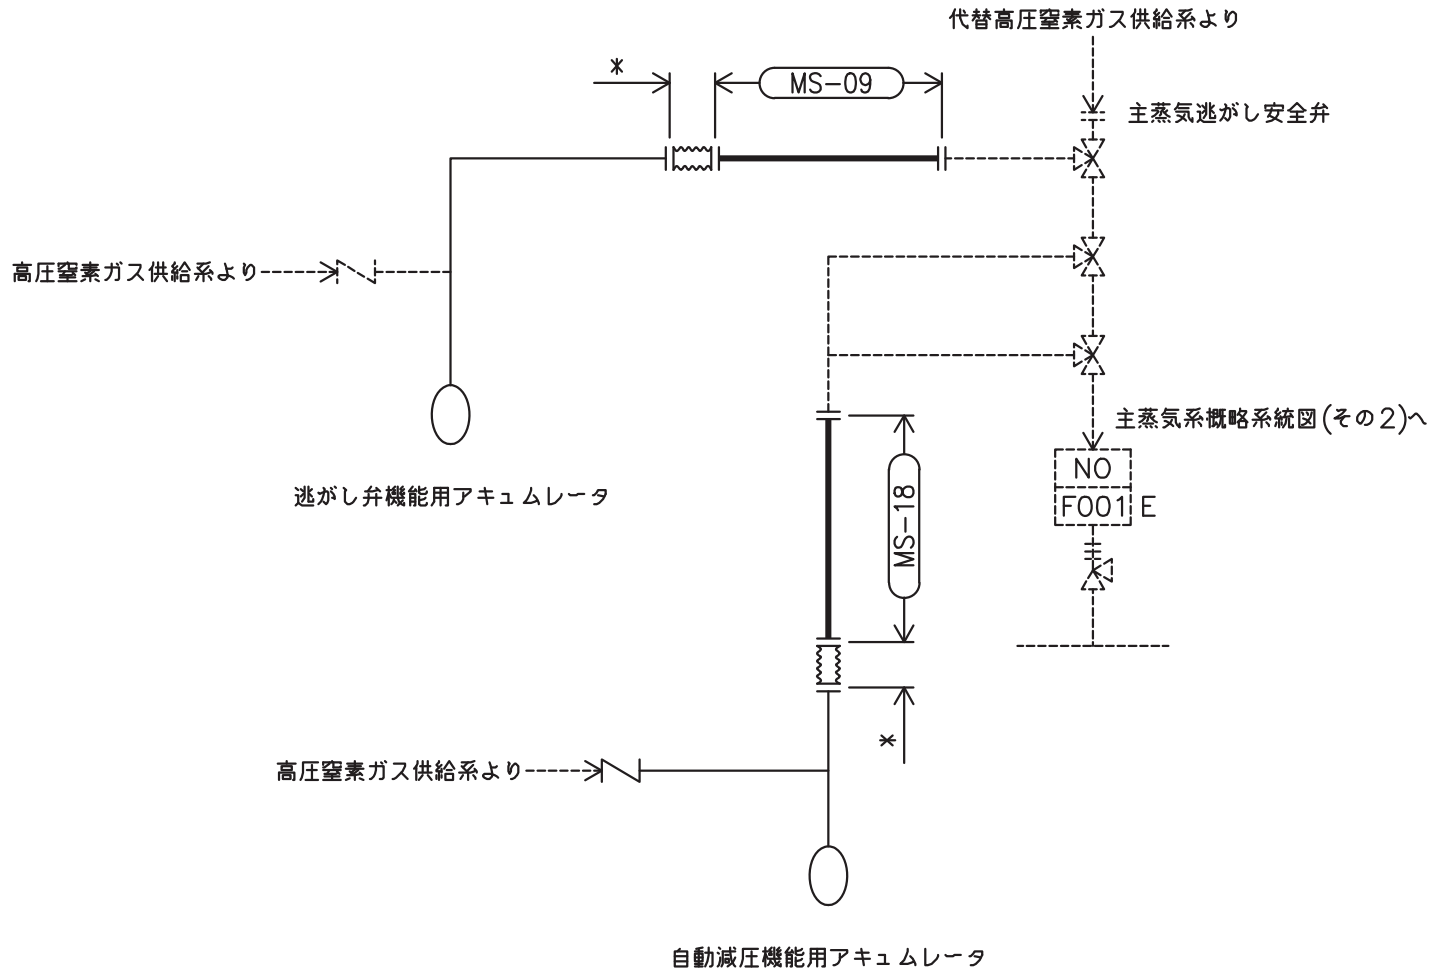 代替高圧窒素ガス供給系より
*
MS-09
主蒸気逃がし安全弁
高圧窒素ガス供給系より
主蒸気系概略系統図(その2)へ
NO
F001 E
逃がし弁機能用アキュムレータ
MS-18
*
高圧窒素ガス供給系より
自動減圧機能用アキュムレータ